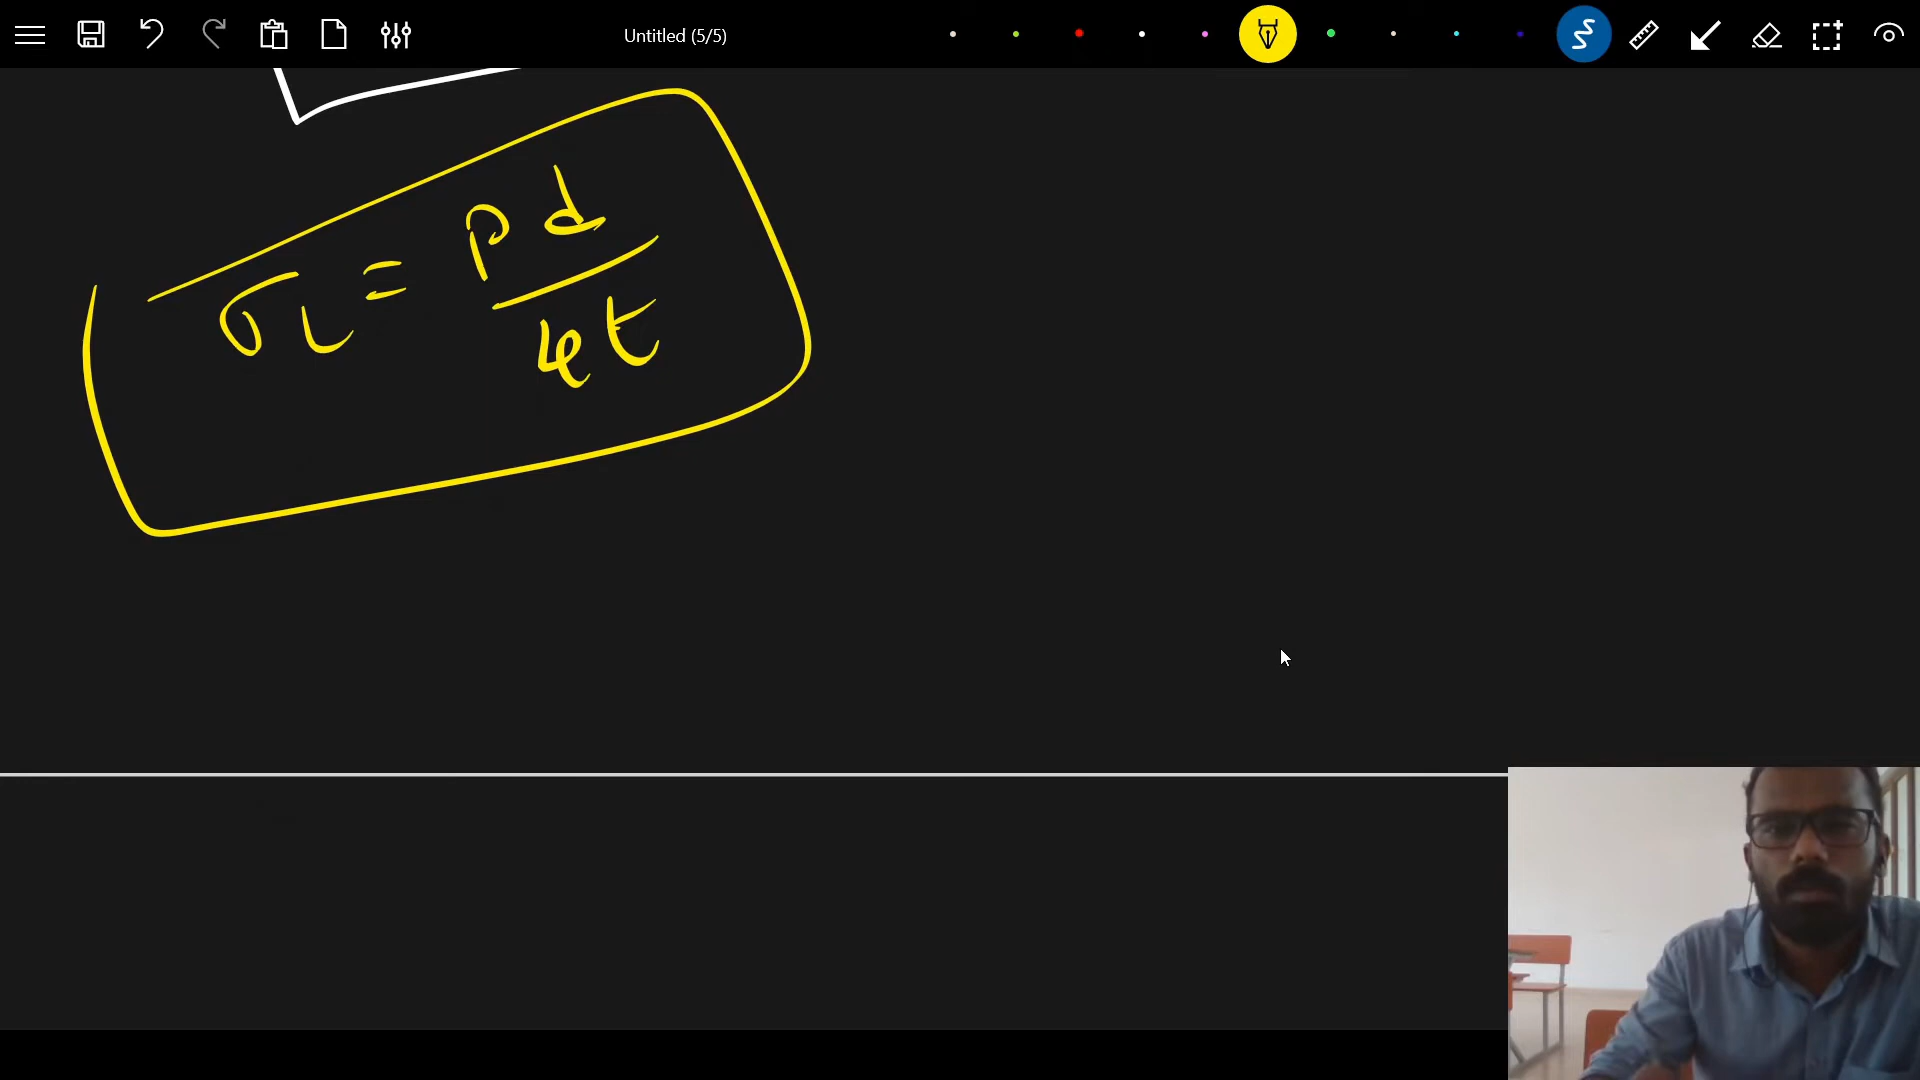 Untitled (5/5)
σL = pd/4t